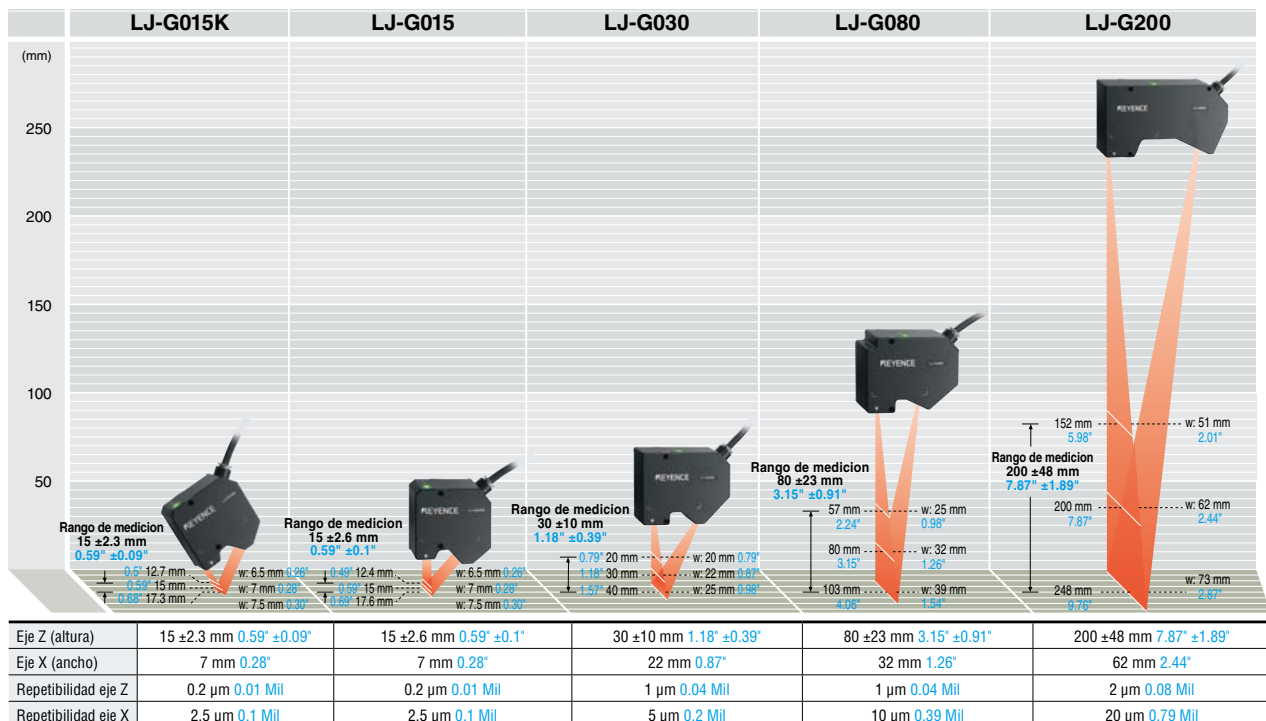 LJ-G015K LJ-G015 LJ-G030 LJ-G080 LJ-G200
(mm)
250
200
150
100
50
KEYENCE
Rango de medicion
15 ±2.3 mm
0.59" ±0.09"
0.5" 12.7 mm w: 6.5 mm 0.26"
0.59" 15 mm w: 7 mm 0.28"
0.68" 17.3 mm w: 7.5 mm 0.30"
KEYENCE
Rango de medicion
15 ±2.6 mm
0.59" ±0.1"
0.49" 12.4 mm w: 6.5 mm 0.26"
0.59" 15 mm w: 7 mm 0.28"
0.69" 17.6 mm w: 7.5 mm 0.30"
KEYENCE
Rango de medicion
30 ±10 mm
1.18" ±0.39"
0.79" 20 mm w: 20 mm 0.79"
1.18" 30 mm w: 22 mm 0.87"
1.57" 40 mm w: 25 mm 0.98"
KEYENCE
Rango de medicion
80 ±23 mm
3.15" ±0.91"
57 mm w: 25 mm
2.24" 0.98"
80 mm w: 32 mm
3.15" 1.26"
103 mm w: 39 mm
4.06" 1.54"
KEYENCE
152 mm w: 51 mm
5.98" 2.01"
Rango de medicion
200 ±48 mm
7.87" ±1.89"
200 mm w: 62 mm
7.87" 2.44"
248 mm w: 73 mm
9.76" 2.87"
Eje Z (altura) 15 ±2.3 mm 0.59" ±0.09" 15 ±2.6 mm 0.59" ±0.1" 30 ±10 mm 1.18" ±0.39" 80 ±23 mm 3.15" ±0.91" 200 ±48 mm 7.87" ±1.89"
Eje X (ancho) 7 mm 0.28" 7 mm 0.28" 22 mm 0.87" 32 mm 1.26" 62 mm 2.44"
Repetibilidad eje Z 0.2 µm 0.01 Mil 0.2 µm 0.01 Mil 1 µm 0.04 Mil 1 µm 0.04 Mil 2 µm 0.08 Mil
Repetibilidad eje X 2.5 µm 0.1 Mil 2.5 µm 0.1 Mil 5 µm 0.2 Mil 10 µm 0.39 Mil 20 µm 0.79 Mil